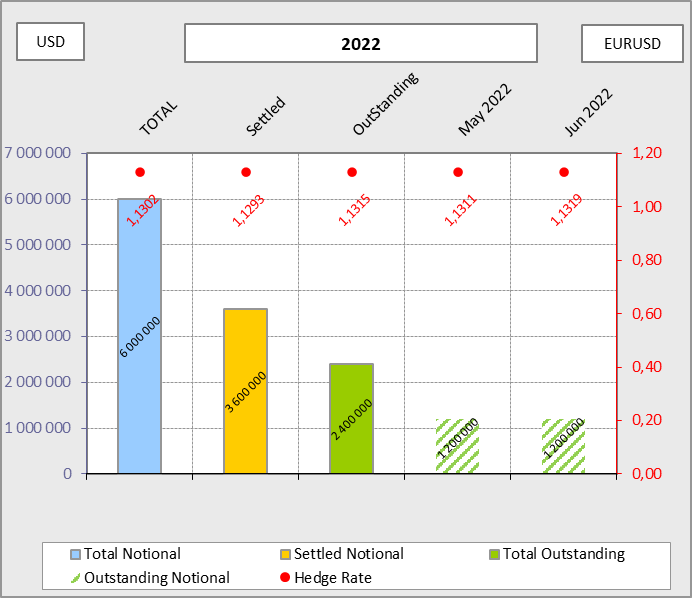 USD
2022
EURUSD
TOTAL
Settled
OutStanding
May 2022
Jun 2022
7 000 000
6 000 000
5 000 000
4 000 000
3 000 000
2 000 000
1 000 000
0
1,1302
1,1293
1,1315
1,1311
1,1319
6 000 000
3 600 000
2 400 000
1 200 000
1 200 000
1,20
1,00
0,80
0,60
0,40
0,20
0,00
Total Notional
Settled Notional
Total Outstanding
Outstanding Notional
Hedge Rate